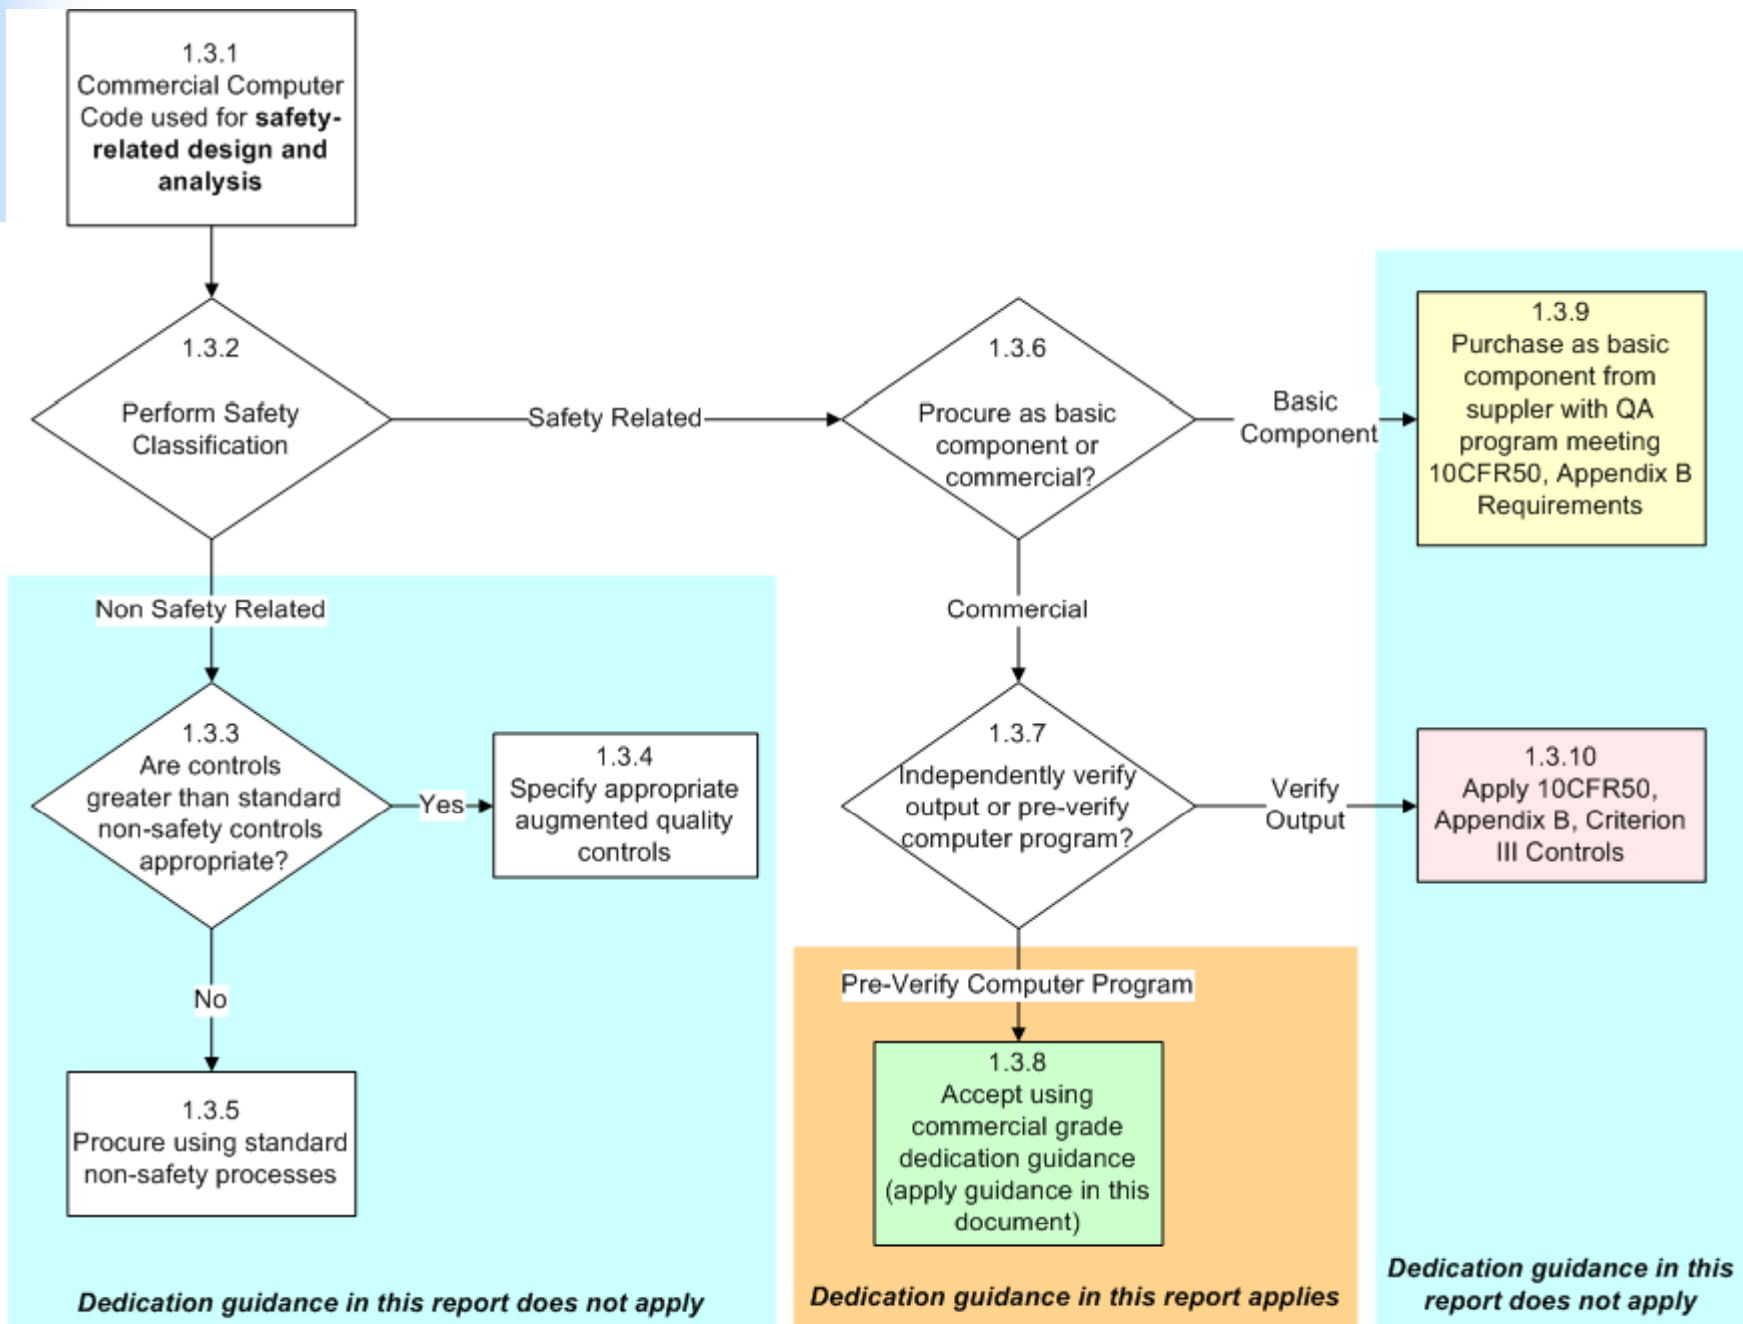 1.3.1
Commercial Computer
Code used for safety-
related design and
analysis
1.3.2
Perform Safety
Classification
Safety Related
1.3.6
Procure as basic
component or
commercial?
Basic
Component
1.3.9
Purchase as basic
component from
suppler with QA
program meeting
10CFR50, Appendix B
Requirements
Non Safety Related
Commercial
1.3.3
Are controls
greater than standard
non-safety controls
appropriate?
Yes
1.3.4
Specify appropriate
augmented quality
controls
1.3.7
Independently verify
output or pre-verify
computer program?
Verify
Output
1.3.10
Apply 10CFR50,
Appendix B, Criterion
III Controls
No
Pre-Verify Computer Program
1.3.5
Procure using standard
non-safety processes
1.3.8
Accept using
commercial grade
dedication guidance
(apply guidance in this
document)
Dedication guidance in this report does not apply
Dedication guidance in this report applies
Dedication guidance in this
report does not apply